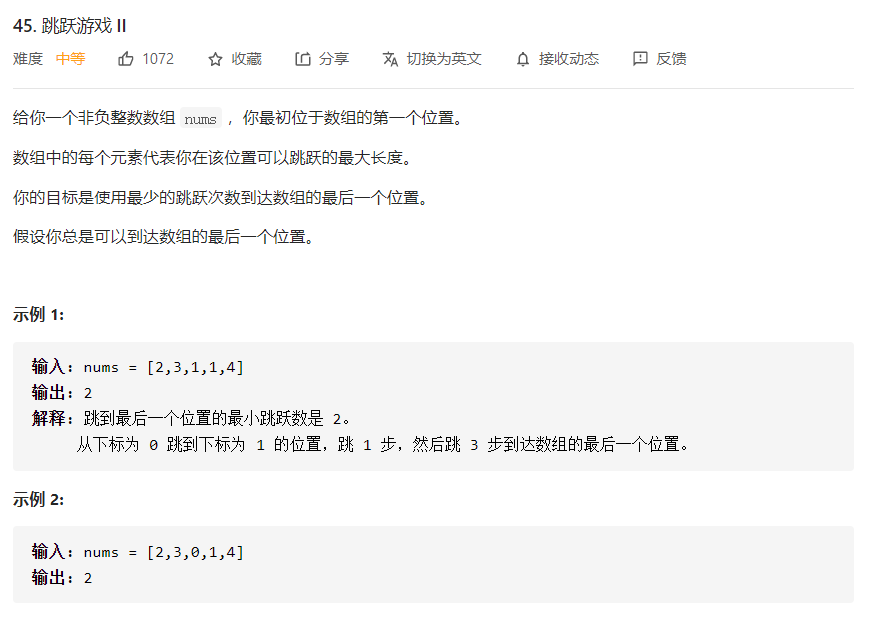 45. 跳跃游戏 II
难度 中等 1072 收藏 分享 切换为英文 接收动态 反馈
给你一个非负整数数组 nums ，你最初位于数组的第一个位置。
数组中的每个元素代表你在该位置可以跳跃的最大长度。
你的目标是使用最少的跳跃次数到达数组的最后一个位置。
假设你总是可以到达数组的最后一个位置。
示例 1:
输入: nums = [2,3,1,1,4]
输出: 2
解释: 跳到最后一个位置的最小跳跃数是 2。
从下标为 0 跳到下标为 1 的位置，跳 1 步，然后跳 3 步到达数组的最后一个位置。
示例 2:
输入: nums = [2,3,0,1,4]
输出: 2